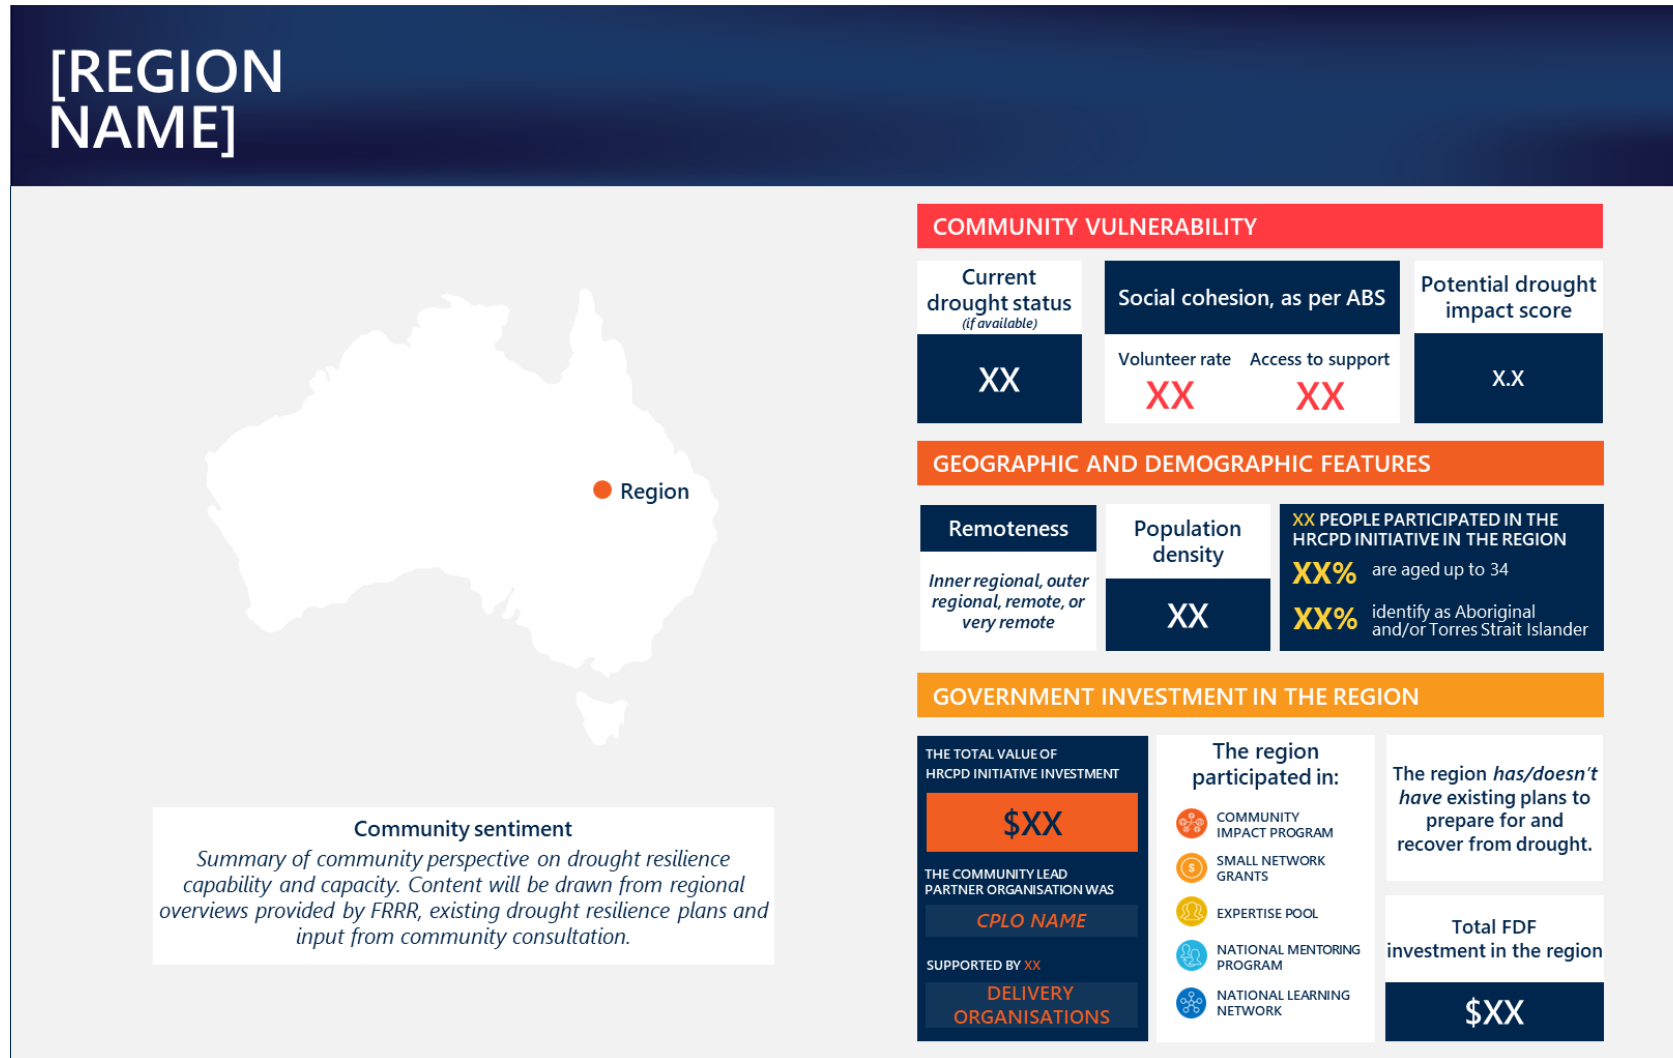 [REGION
NAME]
Region
Community sentiment
Summary of community perspective on drought resilience
capability and capacity. Content will be drawn from regional
overviews provided by FRRR, existing drought resilience plans and
input from community consultation.
COMMUNITY VULNERABILITY
Current
drought status
(if available)
XX
Social cohesion, as per ABS
Volunteer rate
XX
Access to support
XX
Potential drought
impact score
X.X
GEOGRAPHIC AND DEMOGRAPHIC FEATURES
Remoteness
Inner regional, outer
regional, remote, or
very remote
Population
density
XX
XX PEOPLE PARTICIPATED IN THE
HRCPD INITIATIVE IN THE REGION
XX% are aged up to 34
XX% identify as Aboriginal
and/or Torres Strait Islander
GOVERNMENT INVESTMENT IN THE REGION
THE TOTAL VALUE OF
HRCPD INITIATIVE INVESTMENT
$XX
THE COMMUNITY LEAD
PARTNER ORGANISATION WAS
CPLO NAME
SUPPORTED BY XX
DELIVERY
ORGANISATIONS
The region
participated in:
COMMUNITY
IMPACT PROGRAM
$
SMALL NETWORK
GRANTS
EXPERTISE POOL
NATIONAL MENTORING
PROGRAM
NATIONAL LEARNING
NETWORK
The region has/doesn't
have existing plans to
prepare for and
recover from drought.
Total FDF
investment in the region
$XX